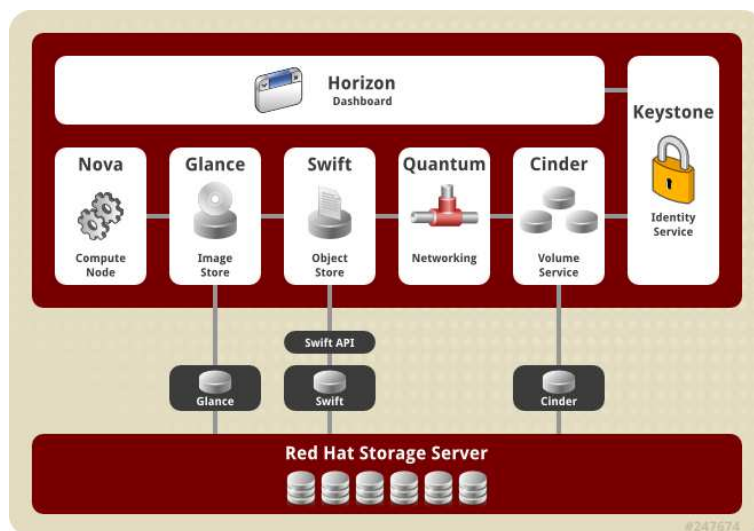 Horizon
Dashboard
Keystone
Identity
Service
Nova
Compute
Node
Glance
Image
Store
Swift
Object
Store
Quantum
Networking
Cinder
Volume
Service
Swift API
Glance
Swift
Cinder
Red Hat Storage Server
#247674